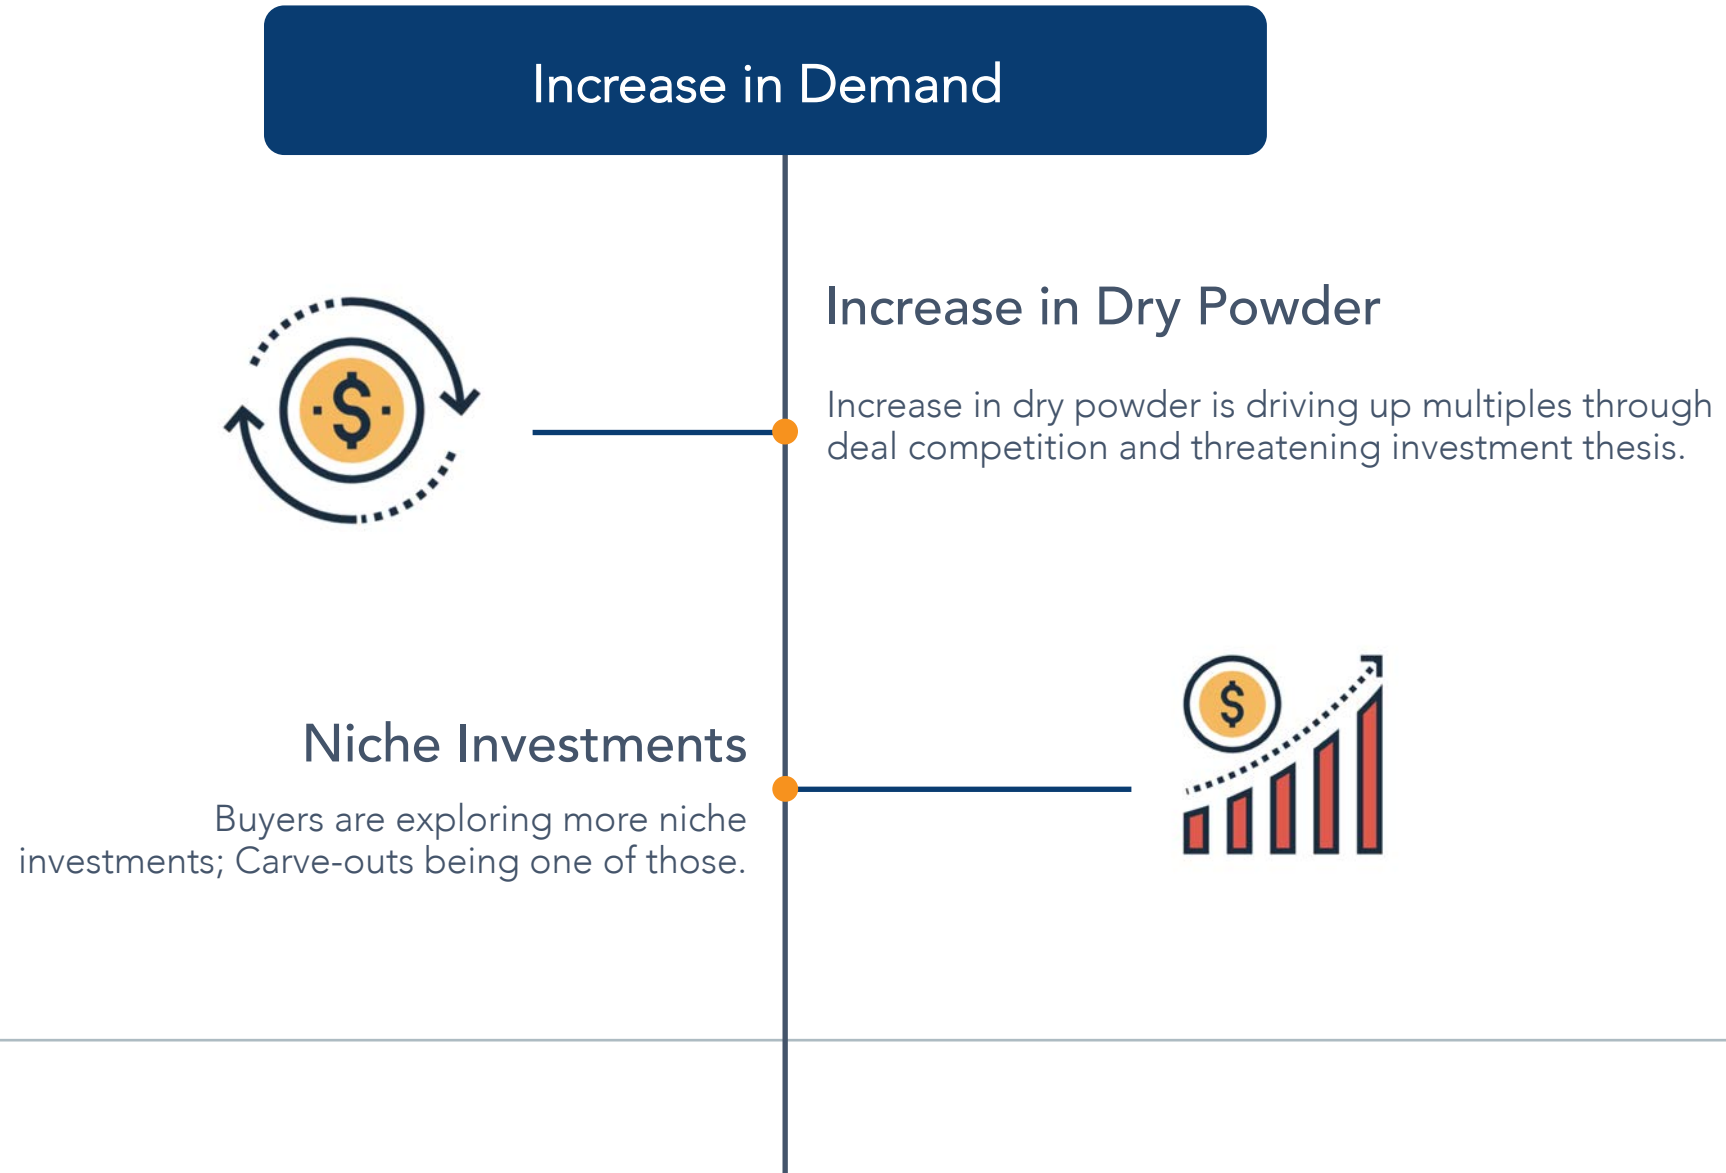 Increase in Demand
Increase in Dry Powder
Increase in dry powder is driving up multiples through
deal competition and threatening investment thesis.
Niche Investments
Buyers are exploring more niche
investments; Carve-outs being one of those.
$
$